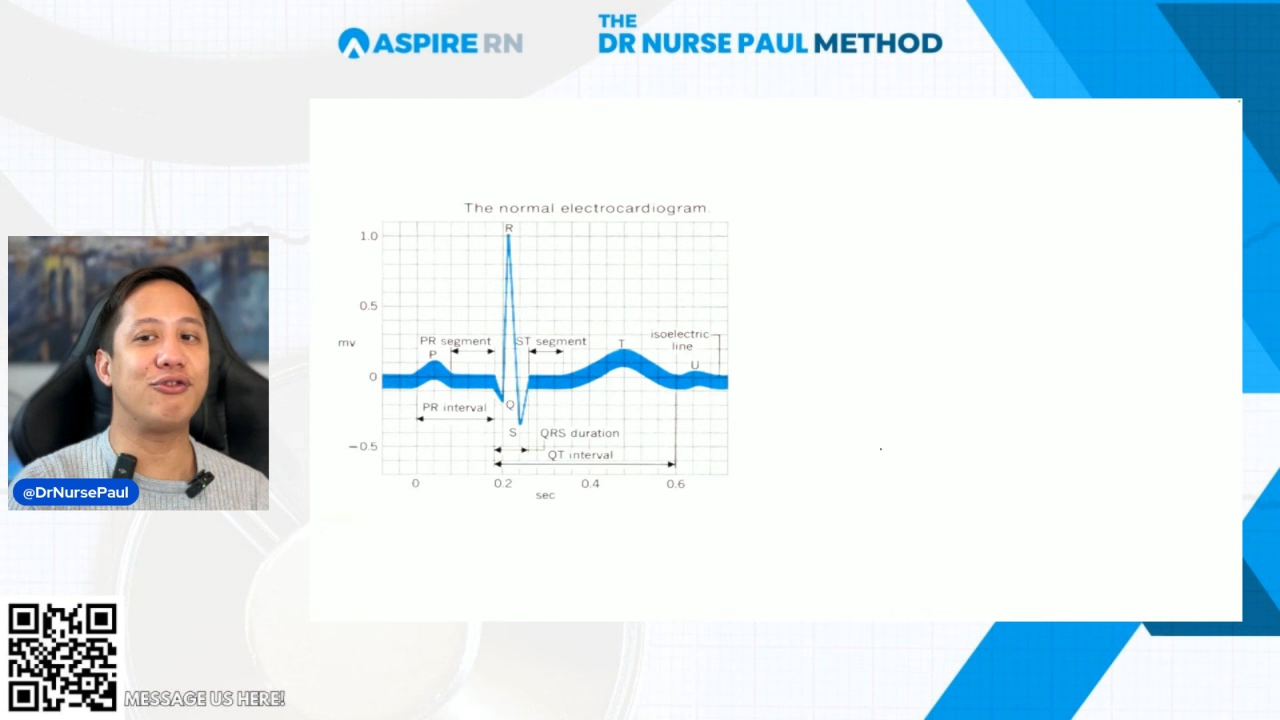 ASPIRE RN
THE
DR NURSE PAUL METHOD
The normal electrocardiogram.
R
1.0
0.5
mv
0
−0.5
PR segment
ST segment
isoelectric
line
P
T
U
PR interval
Q
S
QRS duration
QT interval
0
0.2
0.4
0.6
sec
@DrNursePaul
MESSAGE US HERE!